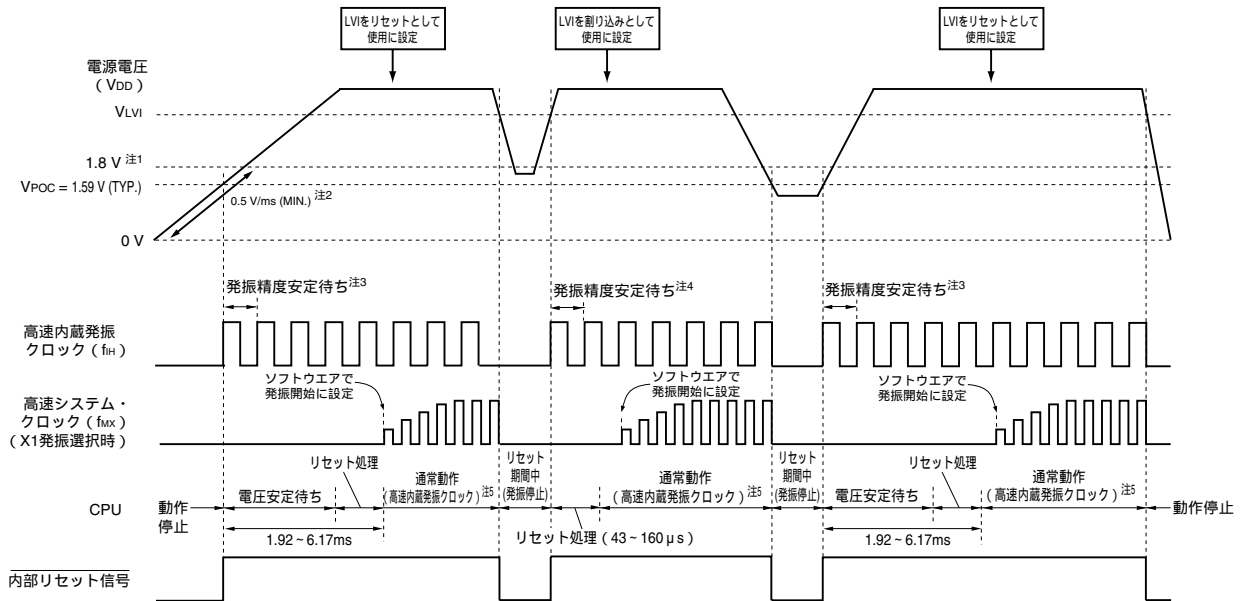 LVIをリセットとして
使用に設定
LVIを割り込みとして
使用に設定
LVIをリセットとして
使用に設定
電源電圧
（VDD）
VLVI
1.8 V 注1
VPOC = 1.59 V (TYP.)
0.5 V/ms (MIN.) 注2
0 V
発振精度安定待ち注3
発振精度安定待ち注4
発振精度安定待ち注3
高速内蔵発振
クロック（fIH）
ソフトウエアで
発振開始に設定
ソフトウエアで
発振開始に設定
ソフトウエアで
発振開始に設定
高速システム・
クロック（fMX）
（X1発振選択時）
CPU
動作
停止
電圧安定待ち
リセット処理
通常動作
（高速内蔵発振クロック）注5
リセット
期間中
（発振停止）
通常動作
（高速内蔵発振クロック）注5
リセット
期間中
（発振停止）
電圧安定待ち
リセット処理
通常動作
（高速内蔵発振クロック）注5
動作停止
1.92～6.17ms
リセット処理（43～160 μs）
1.92～6.17ms
内部リセット信号